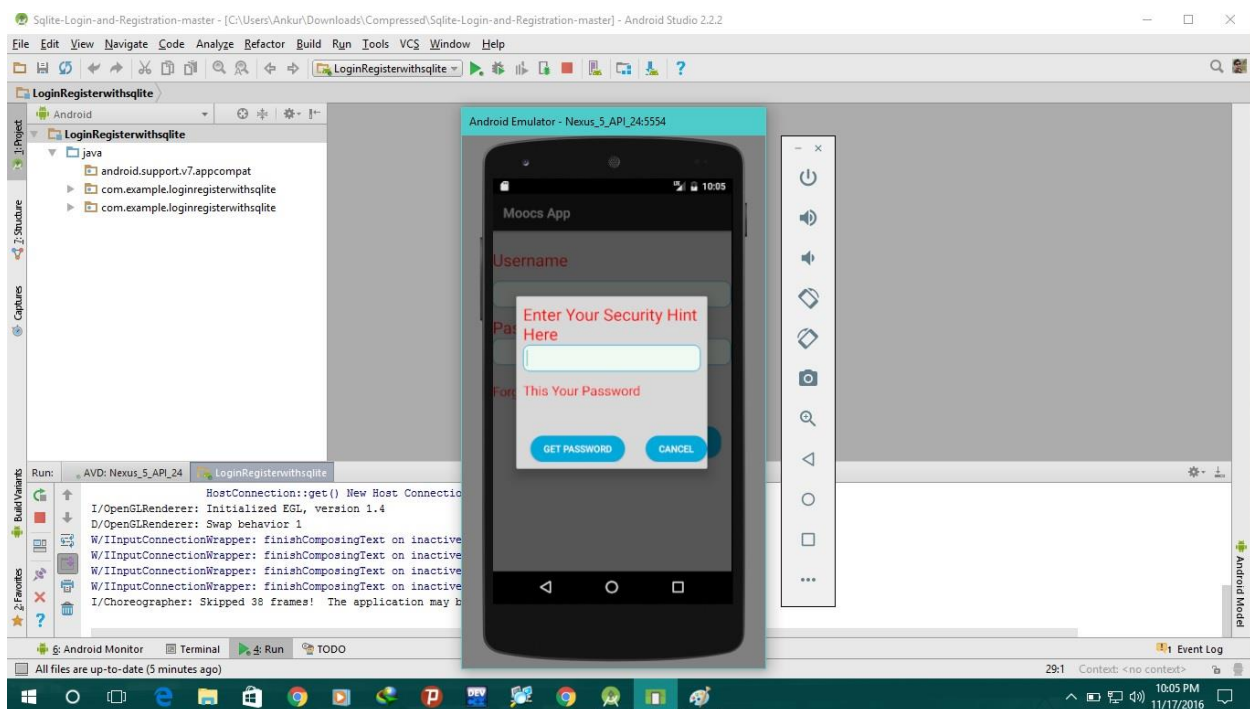 Sqlite-Login-and-Registration-master - [C:\Users\Ankur\Downloads\Compressed\Sqlite-Login-and-Registration-master] - Android Studio 2.2.2
File Edit View Navigate Code Analyze Refactor Build Run Tools VCS Window Help
LoginRegisterwithsqlite
LoginRegisterwithsqlite
Android
1: Project
LoginRegisterwithsqlite
java
android.support.v7.appcompat
com.example.loginregisterwithsqlite
com.example.loginregisterwithsqlite
7: Structure
Captures
Android Emulator - Nexus_5_API_24:5554
10:05
Moocs App
Username
Pas
Enter Your Security Hint
Here
Forg
This Your Password
GET PASSWORD CANCEL
Build Variants
2: Favorites
Run: AVD: Nexus_5_API_24 LoginRegisterwithsqlite
HostConnection::get() New Host Connectio
I/OpenGLRenderer: Initialized EGL, version 1.4
D/OpenGLRenderer: Swap behavior 1
W/IInputConnectionWrapper: finishComposingText on inactive
W/IInputConnectionWrapper: finishComposingText on inactive
W/IInputConnectionWrapper: finishComposingText on inactive
W/IInputConnectionWrapper: finishComposingText on inactive
I/Choreographer: Skipped 38 frames! The application may b
Android Model
6: Android Monitor Terminal 4: Run TODO 1 Event Log
All files are up-to-date (5 minutes ago) 29:1 Context: <no context>
DEV
10:05 PM
11/17/2016